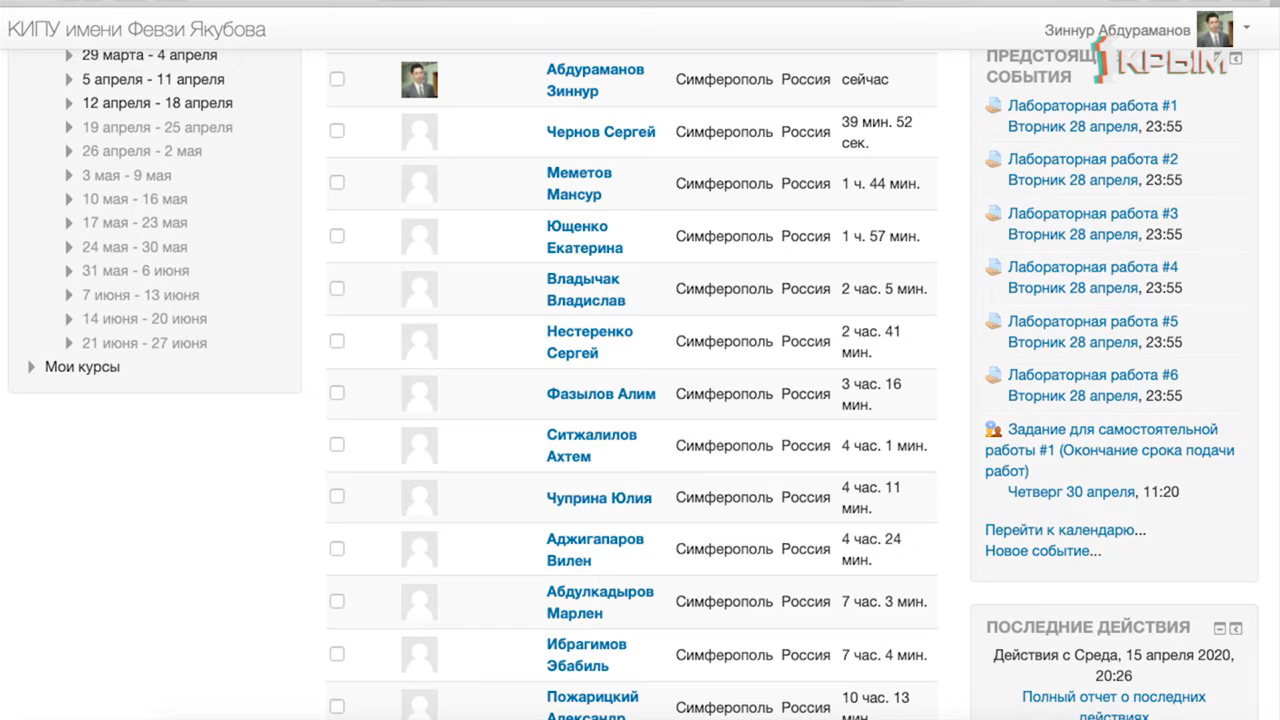 КИПУ имени Февзи Якубова
Зиннур Абдураманов
КРЫМ
29 марта - 4 апреля
5 апреля - 11 апреля
12 апреля - 18 апреля
19 апреля - 25 апреля
26 апреля - 2 мая
3 мая - 9 мая
10 мая - 16 мая
17 мая - 23 мая
24 мая - 30 мая
31 мая - 6 июня
7 июня - 13 июня
14 июня - 20 июня
21 июня - 27 июня
Мои курсы
Абдураманов
Зиннур
Симферополь Россия сейчас
Чернов Сергей
Симферополь Россия
39 мин. 52
сек.
Меметов
Мансур
Симферополь Россия 1 ч. 44 мин.
Ющенко
Екатерина
Симферополь Россия 1 ч. 57 мин.
Владычак
Владислав
Симферополь Россия 2 час. 5 мин.
Нестеренко
Сергей
Симферополь Россия
2 час. 41
мин.
Фазылов Алим
Симферополь Россия
3 час. 16
мин.
Ситжалилов
Ахтем
Симферополь Россия 4 час. 1 мин.
Чуприна Юлия
Симферополь Россия
4 час. 11
мин.
Аджигапаров
Вилен
Симферополь Россия
4 час. 24
мин.
Абдулкадыров
Марлен
Симферополь Россия 7 час. 3 мин.
Ибрагимов
Эбабиль
Симферополь Россия 7 час. 4 мин.
Пожарицкий
Александр
Симферополь Россия
10 час. 13
мин.
ПРЕДСТОЯЩ
СОБЫТИЯ
Лабораторная работа #1
Вторник 28 апреля, 23:55
Лабораторная работа #2
Вторник 28 апреля, 23:55
Лабораторная работа #3
Вторник 28 апреля, 23:55
Лабораторная работа #4
Вторник 28 апреля, 23:55
Лабораторная работа #5
Вторник 28 апреля, 23:55
Лабораторная работа #6
Вторник 28 апреля, 23:55
Задание для самостоятельной
работы #1 (Окончание срока подачи
работ)
Четверг 30 апреля, 11:20
Перейти к календарю...
Новое событие...
ПОСЛЕДНИЕ ДЕЙСТВИЯ
Действия с Среда, 15 апреля 2020,
20:26
Полный отчет о последних
действиях